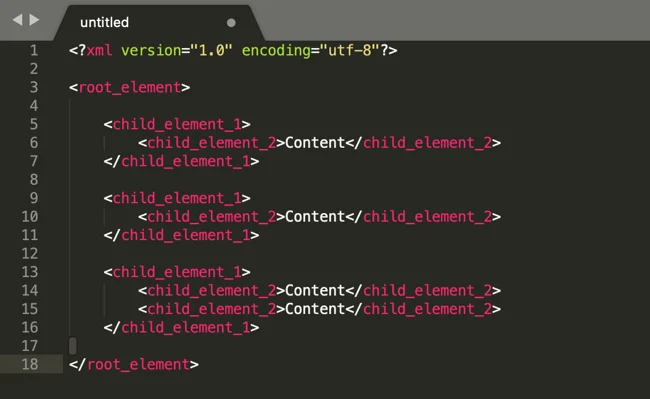 untitled
1 <?xml version="1.0" encoding="utf-8"?>
2
3 <root_element>
4
5     <child_element_1>
6         <child_element_2>Content</child_element_2>
7     </child_element_1>
8
9     <child_element_1>
10         <child_element_2>Content</child_element_2>
11     </child_element_1>
12
13     <child_element_1>
14         <child_element_2>Content</child_element_2>
15         <child_element_2>Content</child_element_2>
16     </child_element_1>
17
18 </root_element>